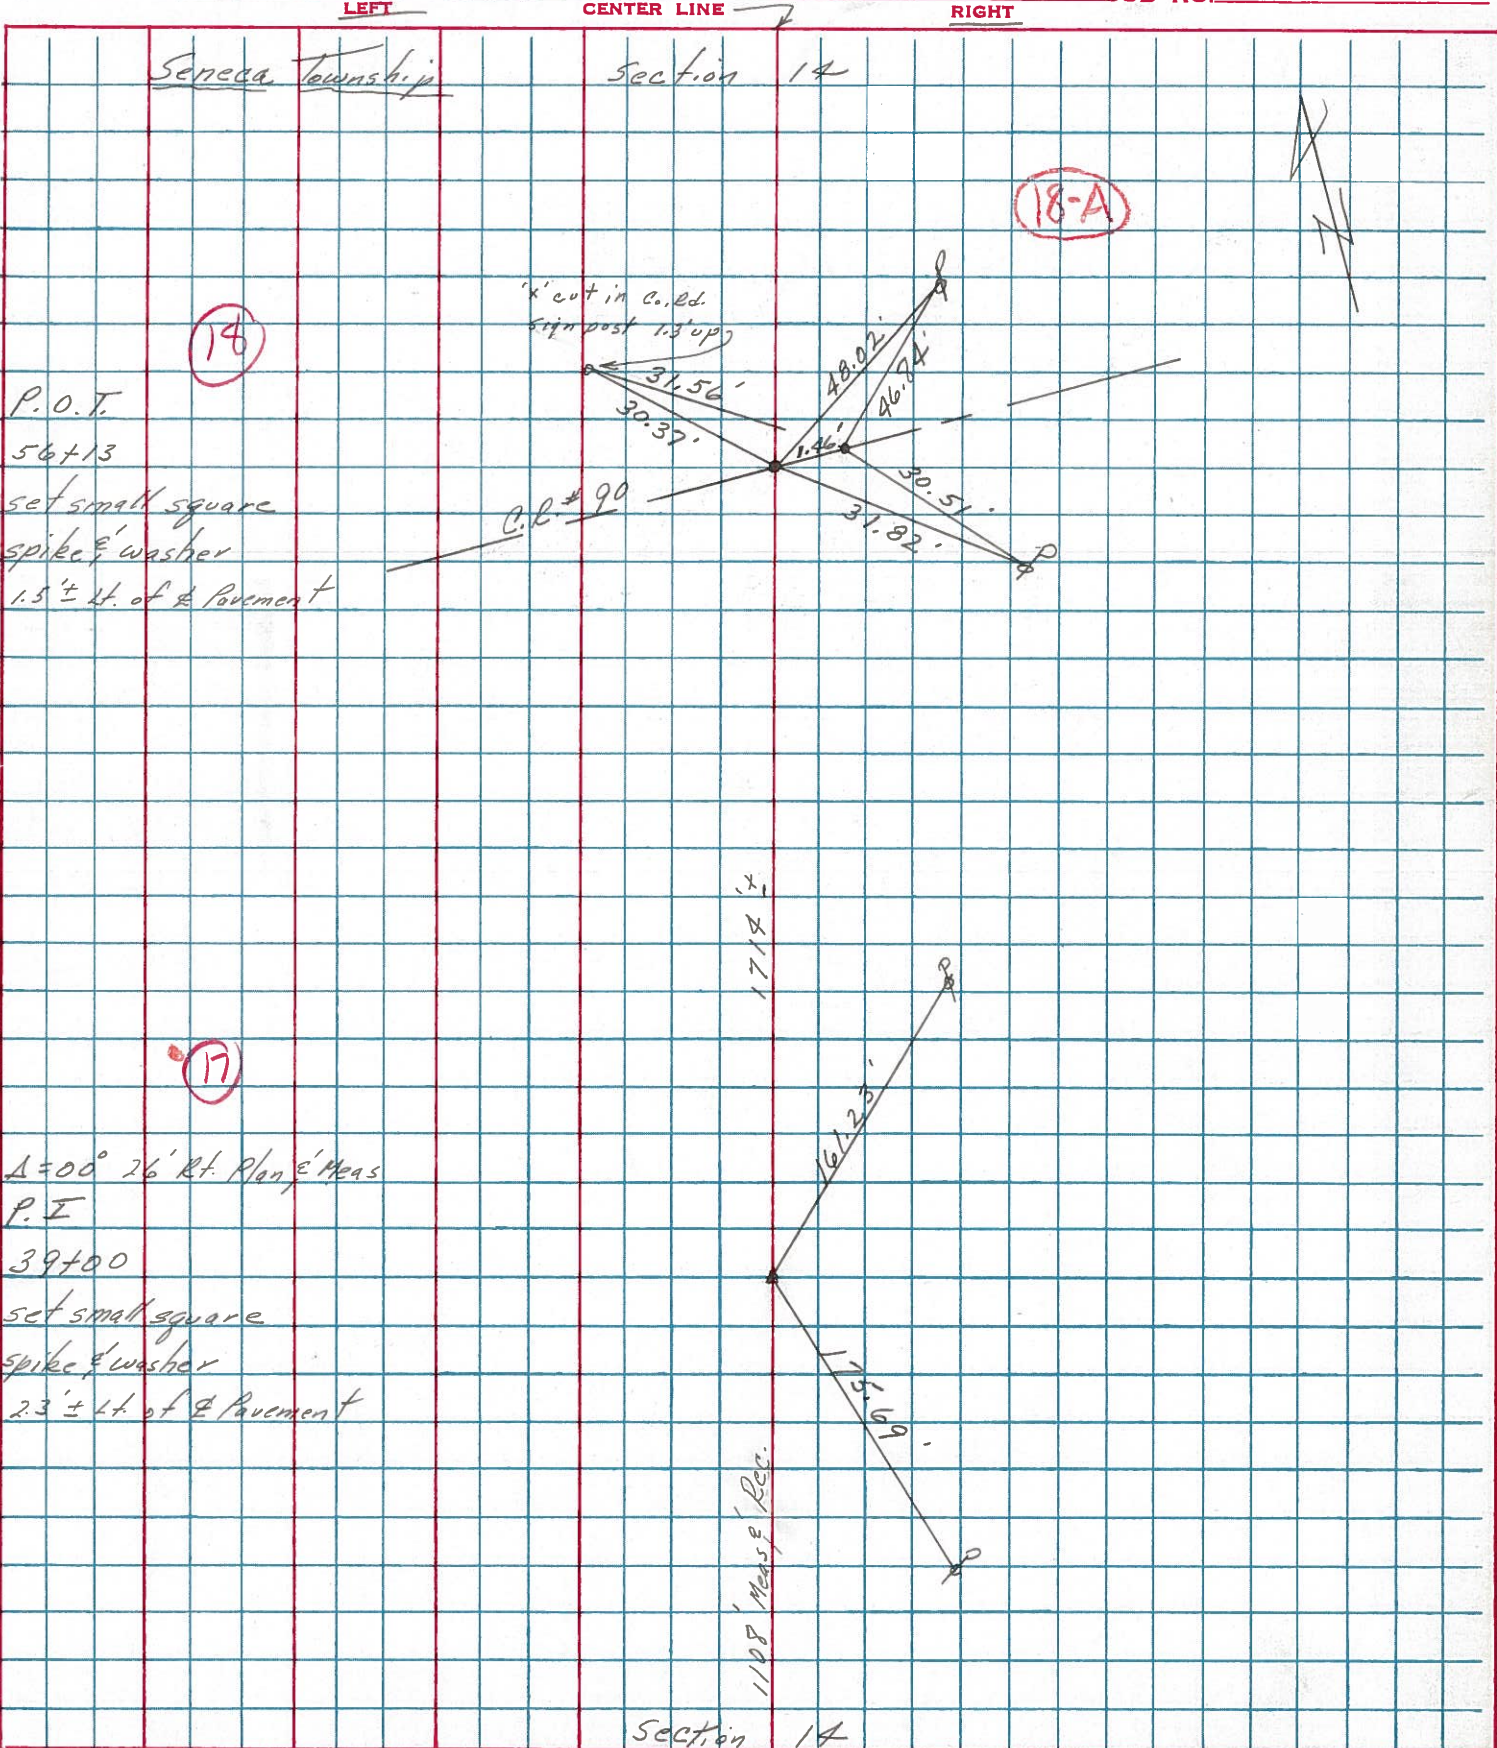 LEFT CENTER LINE RIGHT
Seneca Township Section 14
18-A
N
'x' cut in Co. Rd.
sign post 1.3' up
18
31.56'
30.37'
48.02'
46.84'
1.46'
30.51'
31.82'
C.R. # 90
P.O.T.
56+13
set small square
spike & washer
1.5'± Lt. of ℄ Pavement
1714'±
17
161.23'
Δ=00° 26' Rt. Plan & Meas
P.I
39+00
set small square
spike & washer
2.3'± Lt. of ℄ Pavement
175.69'
1108' Meas & Rec.
Section 14